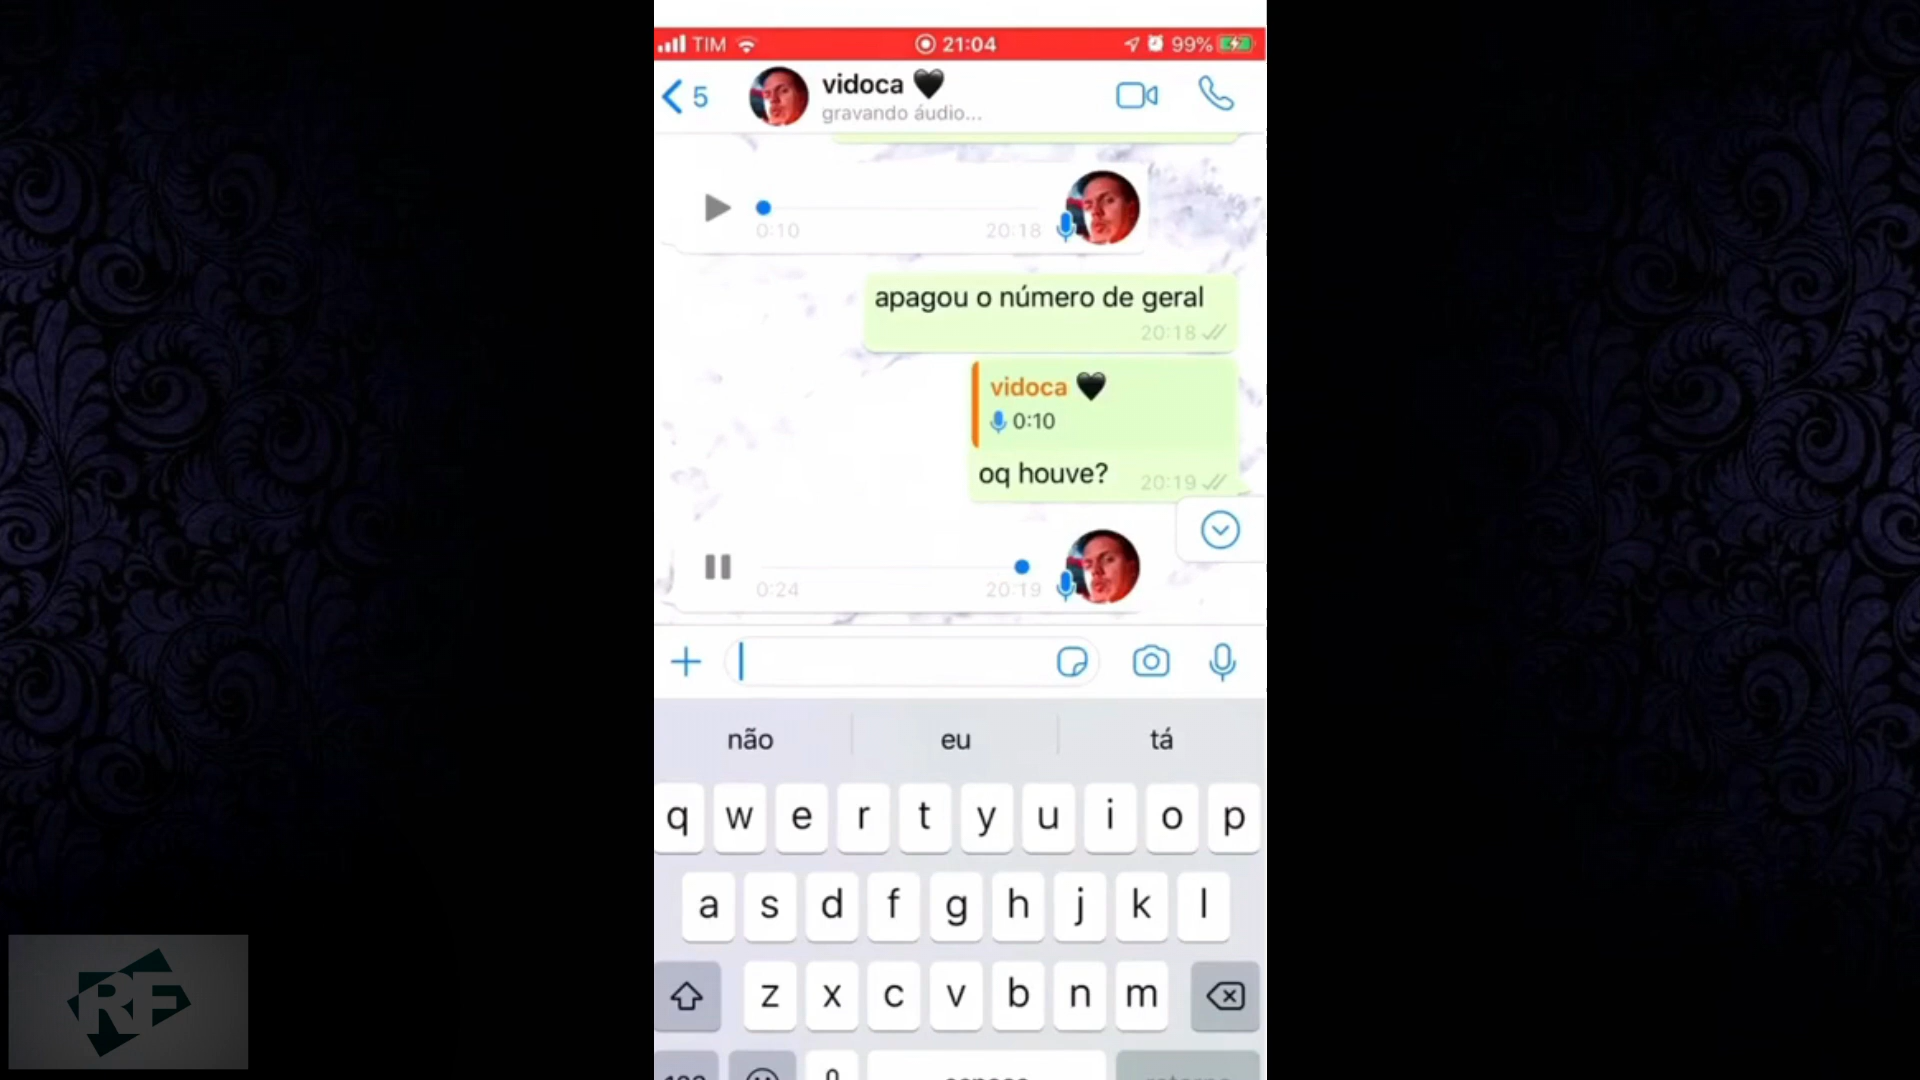 TIM
21:04
99%
5
vidoca 🖤
gravando áudio...
0:10
20:18
apagou o número de geral
20:18
vidoca 🖤
0:10
oq houve?
20:19
0:24
20:19
não
eu
tá
q w e r t y u i o p
a s d f g h j k l
z x c v b n m
RF